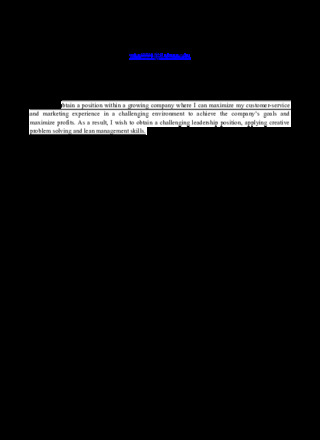 btain a position within a growing company where I can maximize my customer-service
and marketing experience in a challenging environment to achieve the company's goals and
maximize profits. As a result, I wish to obtain a challenging leadership position, applying creative
problem solving and lean management skills.